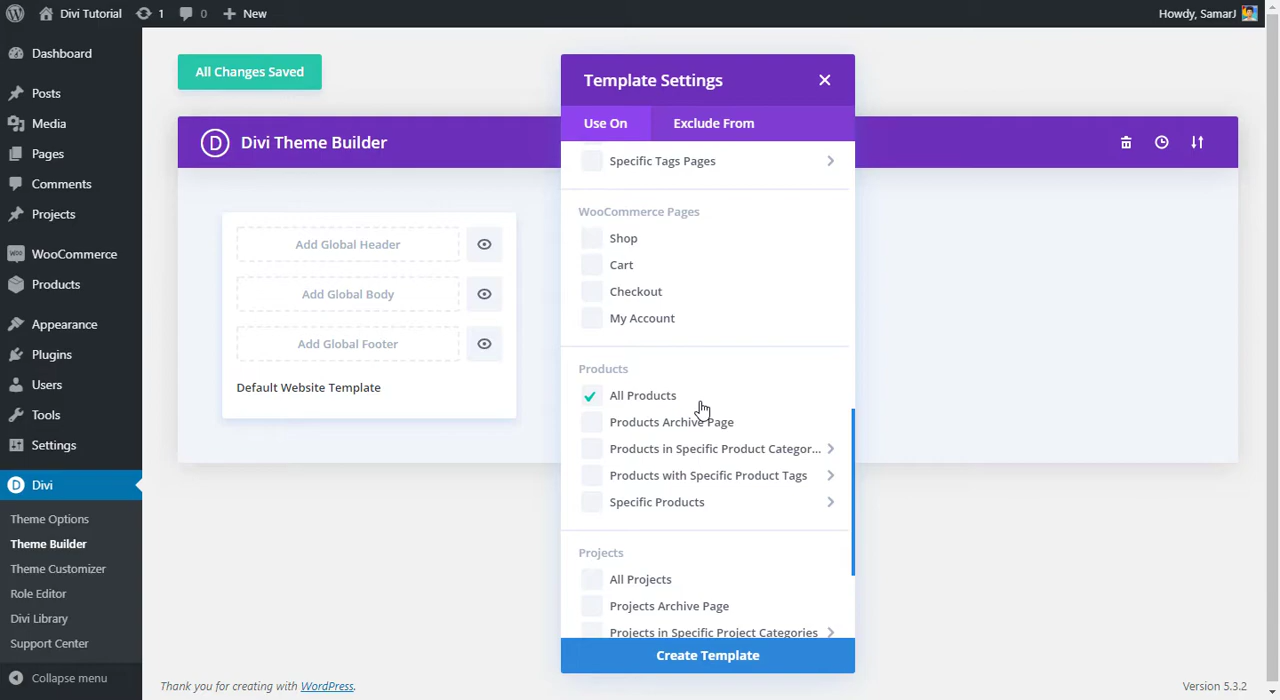 Divi Tutorial
1
0
New
Howdy, SamarJ
Dashboard
Posts
Media
Pages
Comments
Projects
WooCommerce
Products
Appearance
Plugins
Users
Tools
Settings
Divi
Theme Options
Theme Builder
Theme Customizer
Role Editor
Divi Library
Support Center
Collapse menu
All Changes Saved
D Divi Theme Builder
Add Global Header
Add Global Body
Add Global Footer
Default Website Template
Template Settings
Use On
Exclude From
Specific Tags Pages
WooCommerce Pages
Shop
Cart
Checkout
My Account
Products
All Products
Products Archive Page
Products in Specific Product Categor...
Products with Specific Product Tags
Specific Products
Projects
All Projects
Projects Archive Page
Projects in Specific Project Categories
Create Template
Thank you for creating with WordPress.
Version 5.3.2